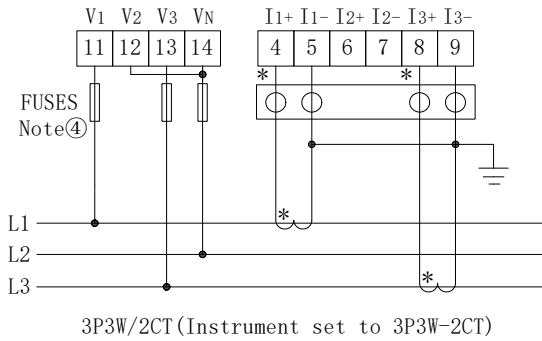 V1 V2 V3 VN I1+ I1- I2+ I2- I3+ I3-
11 12 13 14 4 5 6 7 8 9
* *
FUSES
Note④
L1 *
L2
L3 *
3P3W/2CT(Instrument set to 3P3W-2CT)